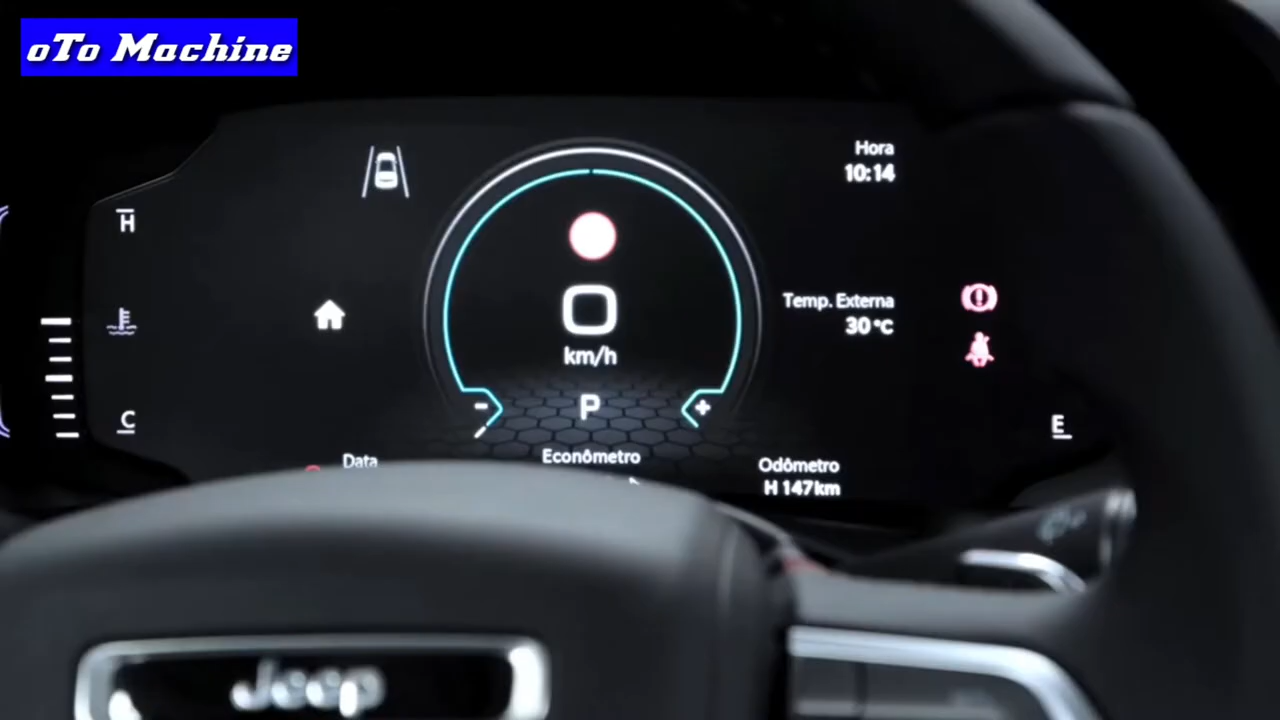 oTo Machine
Hora
10:14
H
Temp. Externa
30 °C
0
km/h
C
- P +
E
Data
Econômetro
Odômetro
H 147km
Jeep